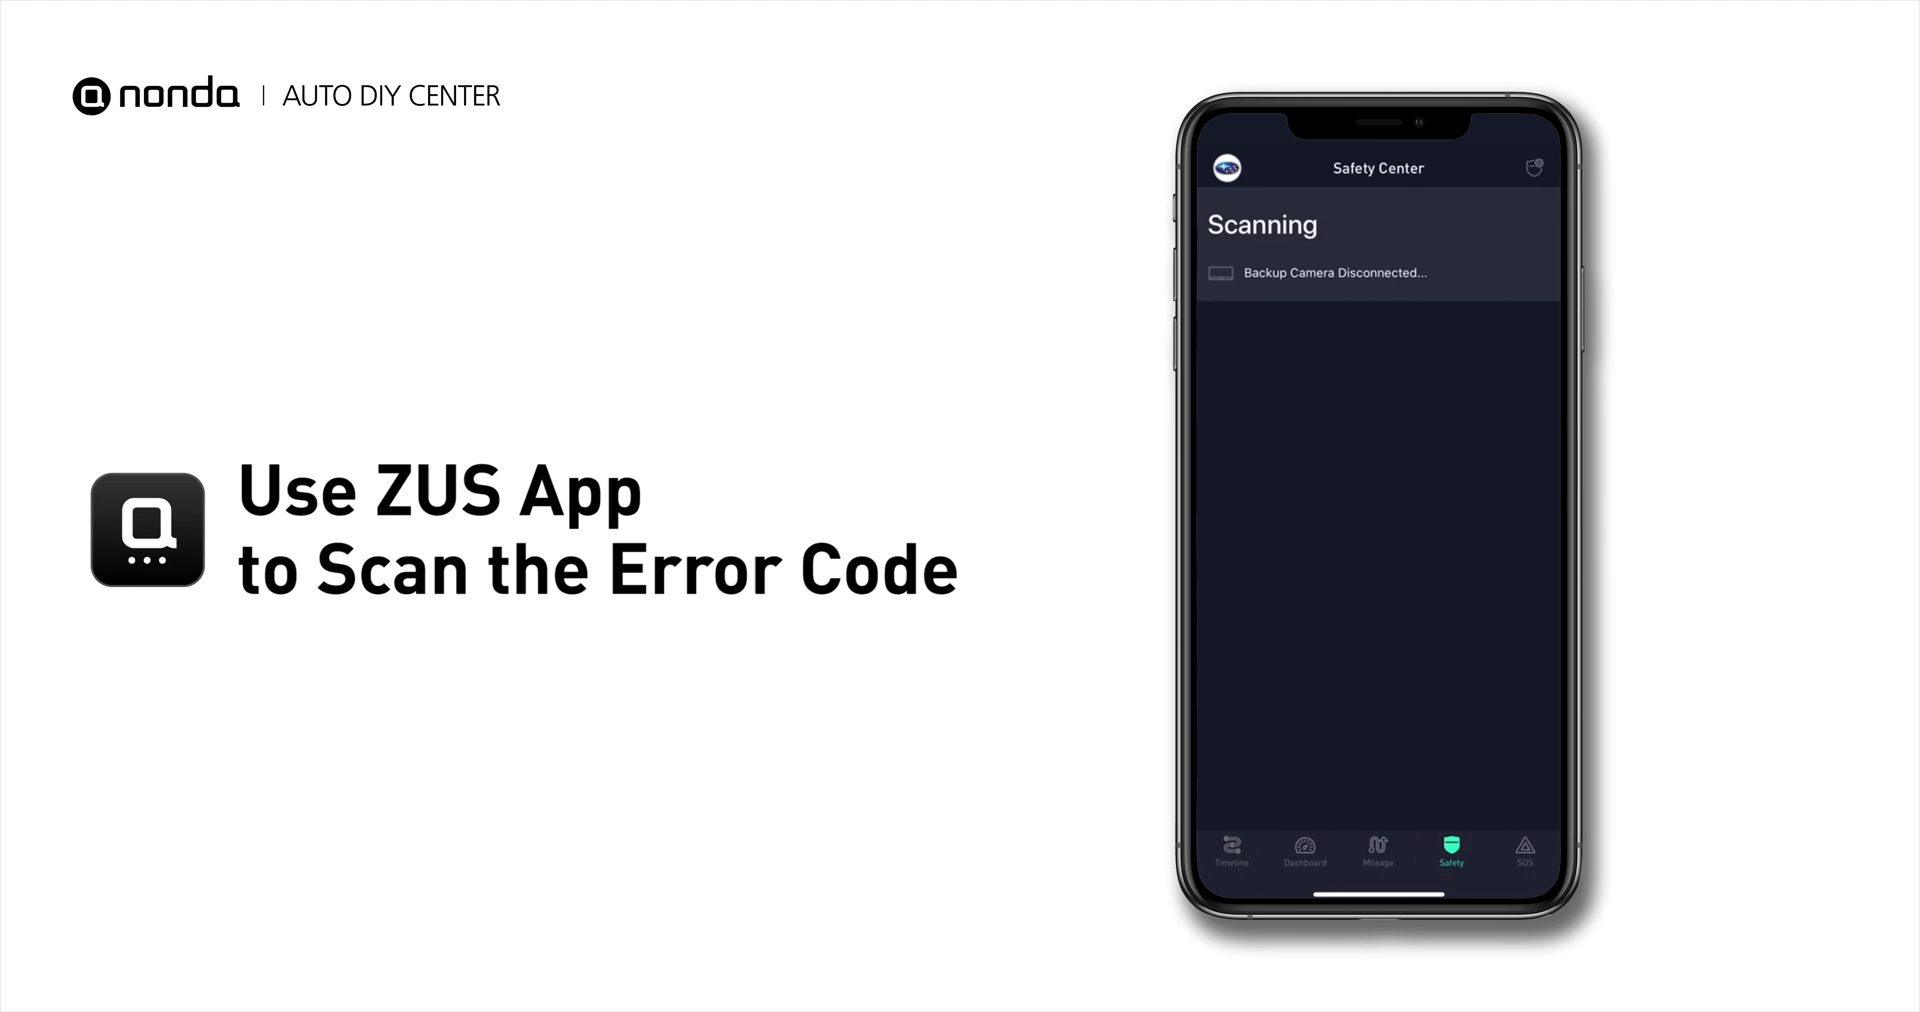 nonda | AUTO DIY CENTER
Use ZUS App
to Scan the Error Code
Safety Center
Scanning
Backup Camera Disconnected...
Timeline
Dashboard
Mileage
Safety
SOS